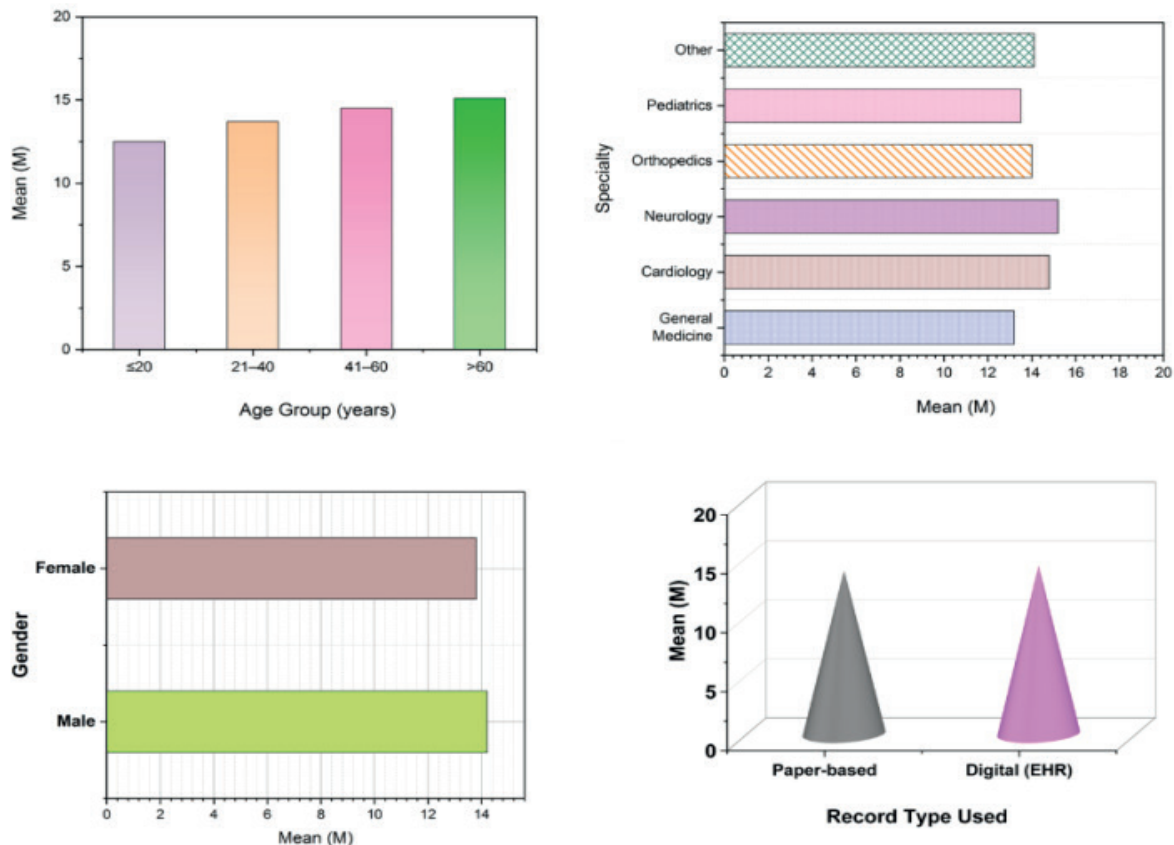 20
15
10
5
0
Mean (M)
≤20
21–40
41–60
>60
Age Group (years)
Specialty
Other
Pediatrics
Orthopedics
Neurology
Cardiology
General
Medicine
0 2 4 6 8 10 12 14 16 18 20
Mean (M)
Gender
Female
Male
0 2 4 6 8 10 12 14
Mean (M)
20
15
10
5
0
Mean (M)
Paper-based
Digital (EHR)
Record Type Used